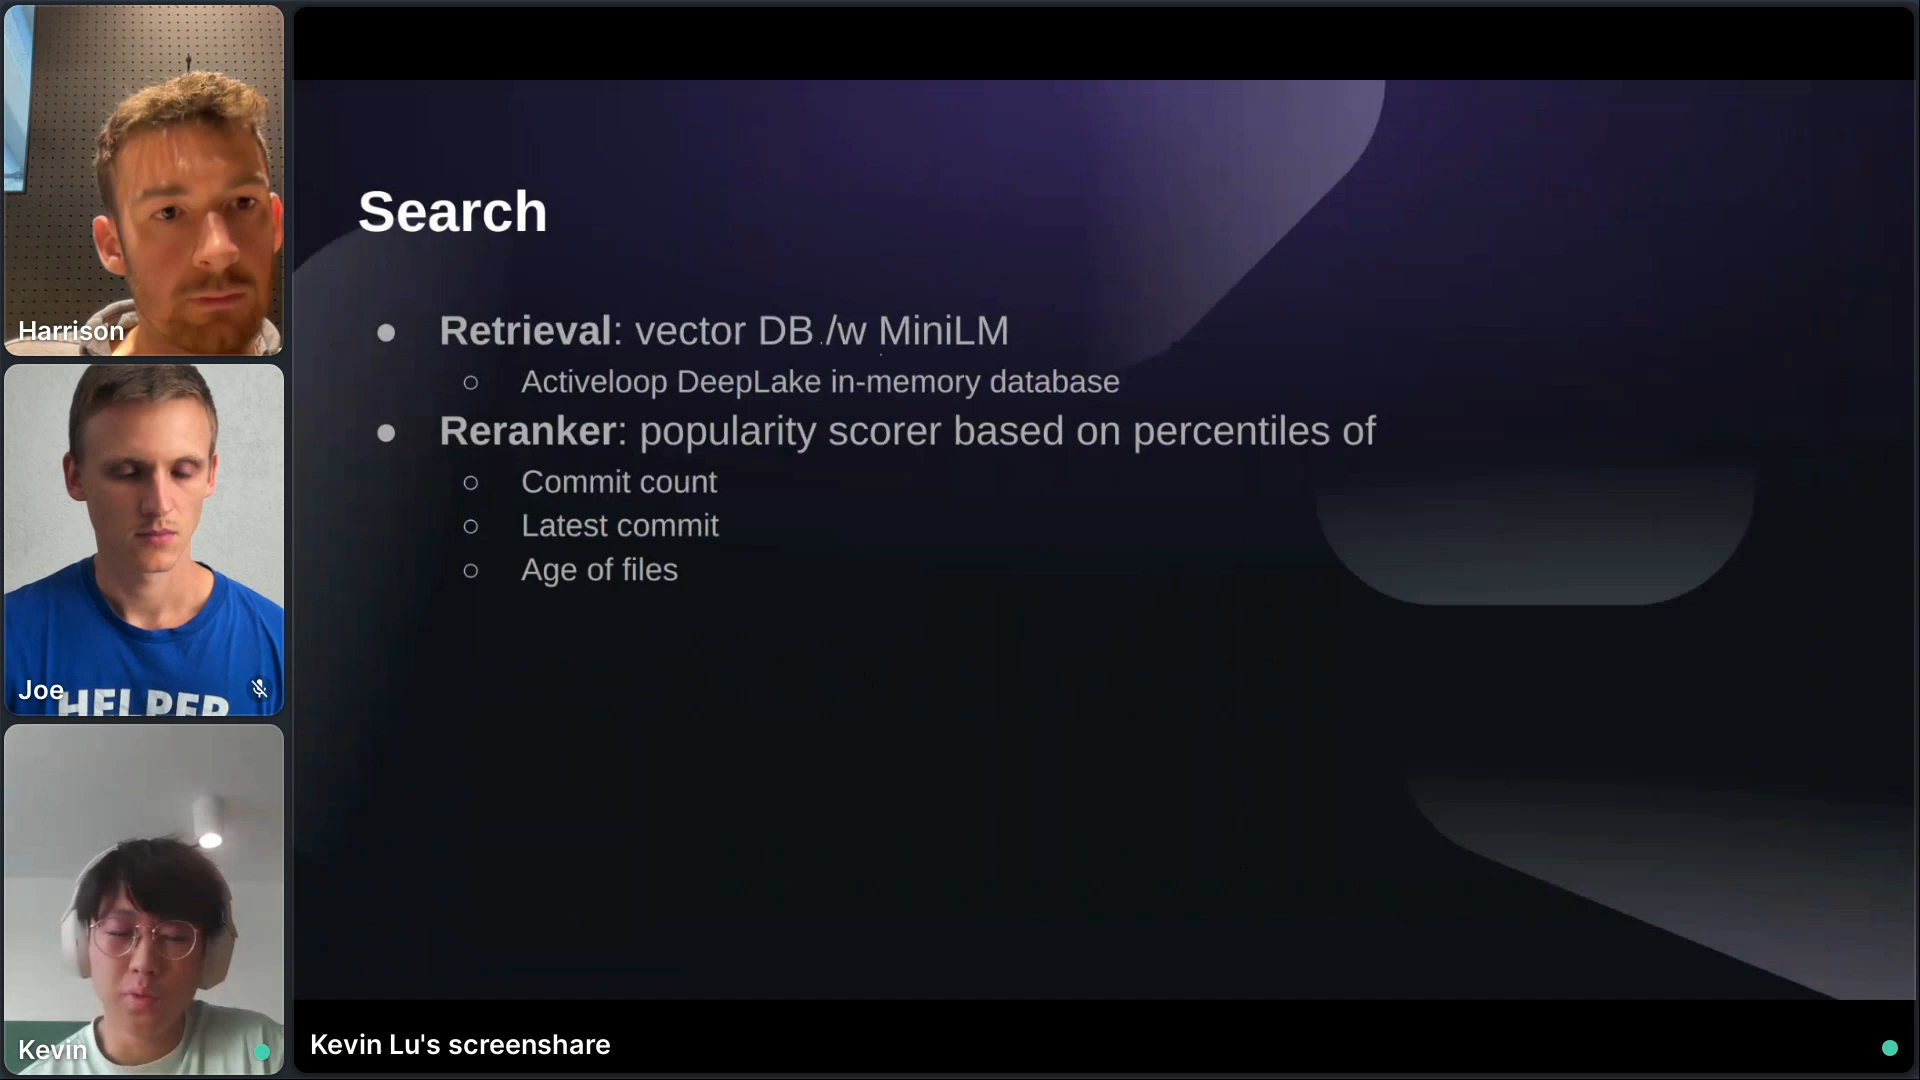 Harrison
Joe
HELPER
Kevin
Search
● Retrieval: vector DB /w MiniLM
○ Activeloop DeepLake in-memory database
● Reranker: popularity scorer based on percentiles of
○ Commit count
○ Latest commit
○ Age of files
Kevin Lu's screenshare